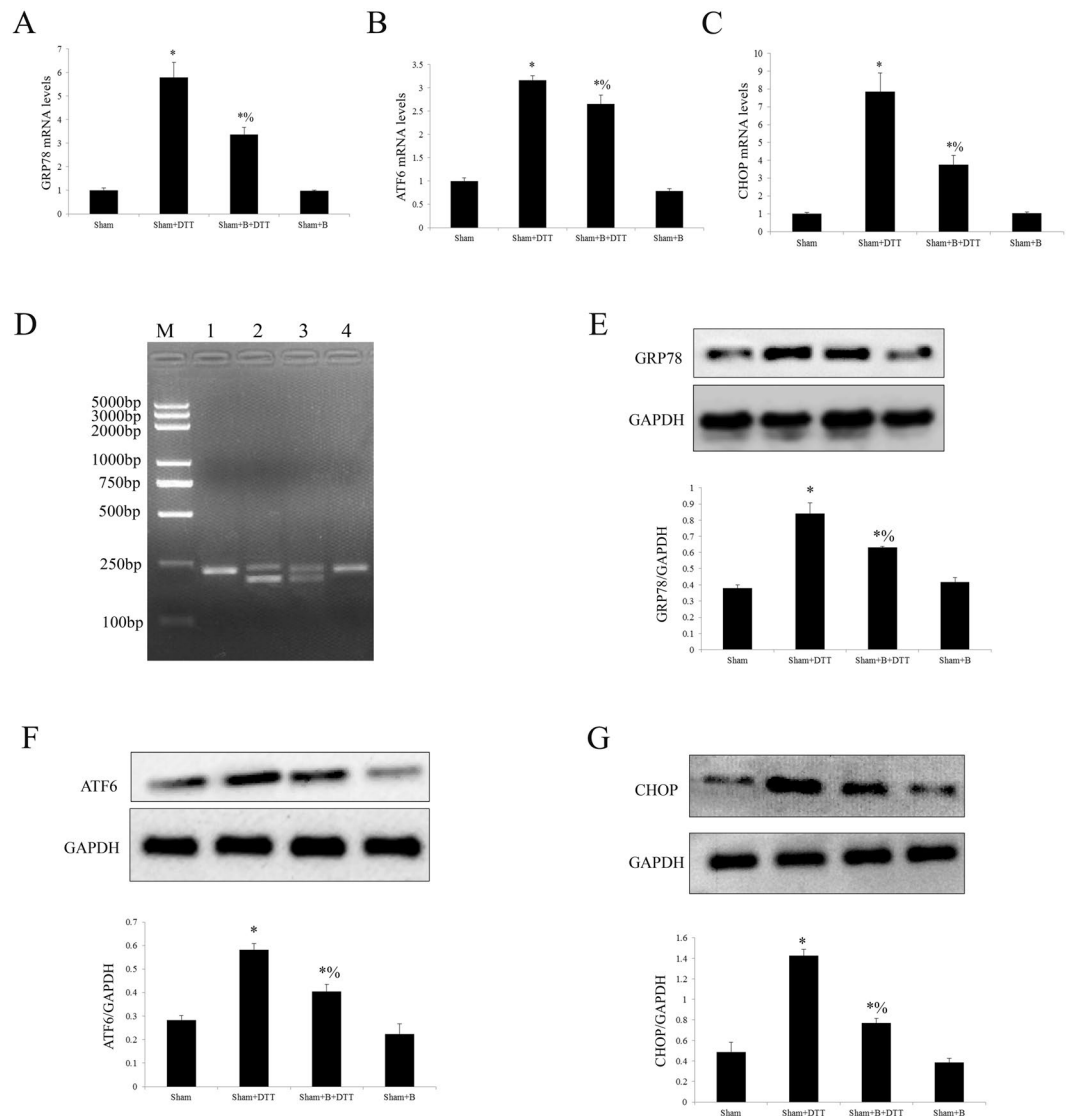 A
GRP78 mRNA levels
7
6
5
4
3
2
1
0
*
*%
Sham Sham+DTT Sham+B+DTT Sham+B
B
ATF6 mRNA levels
4
3.5
3
2.5
2
1.5
1
0.5
0
*
*%
Sham Sham+DTT Sham+B+DTT Sham+B
C
CHOP mRNA levels
10
9
8
7
6
5
4
3
2
1
0
*
*%
Sham Sham+DTT Sham+B+DTT Sham+B
D
M 1 2 3 4
5000bp
3000bp
2000bp
1000bp
750bp
500bp
250bp
100bp
E
GRP78
GAPDH
GRP78/GAPDH
1
0.9
0.8
0.7
0.6
0.5
0.4
0.3
0.2
0.1
0
*
*%
Sham Sham+DTT Sham+B+DTT Sham+B
F
ATF6
GAPDH
ATF6/GAPDH
0.7
0.6
0.5
0.4
0.3
0.2
0.1
0
*
*%
Sham Sham+DTT Sham+B+DTT Sham+B
G
CHOP
GAPDH
CHOP/GAPDH
1.6
1.4
1.2
1
0.8
0.6
0.4
0.2
0
*
*%
Sham Sham+DTT Sham+B+DTT Sham+B